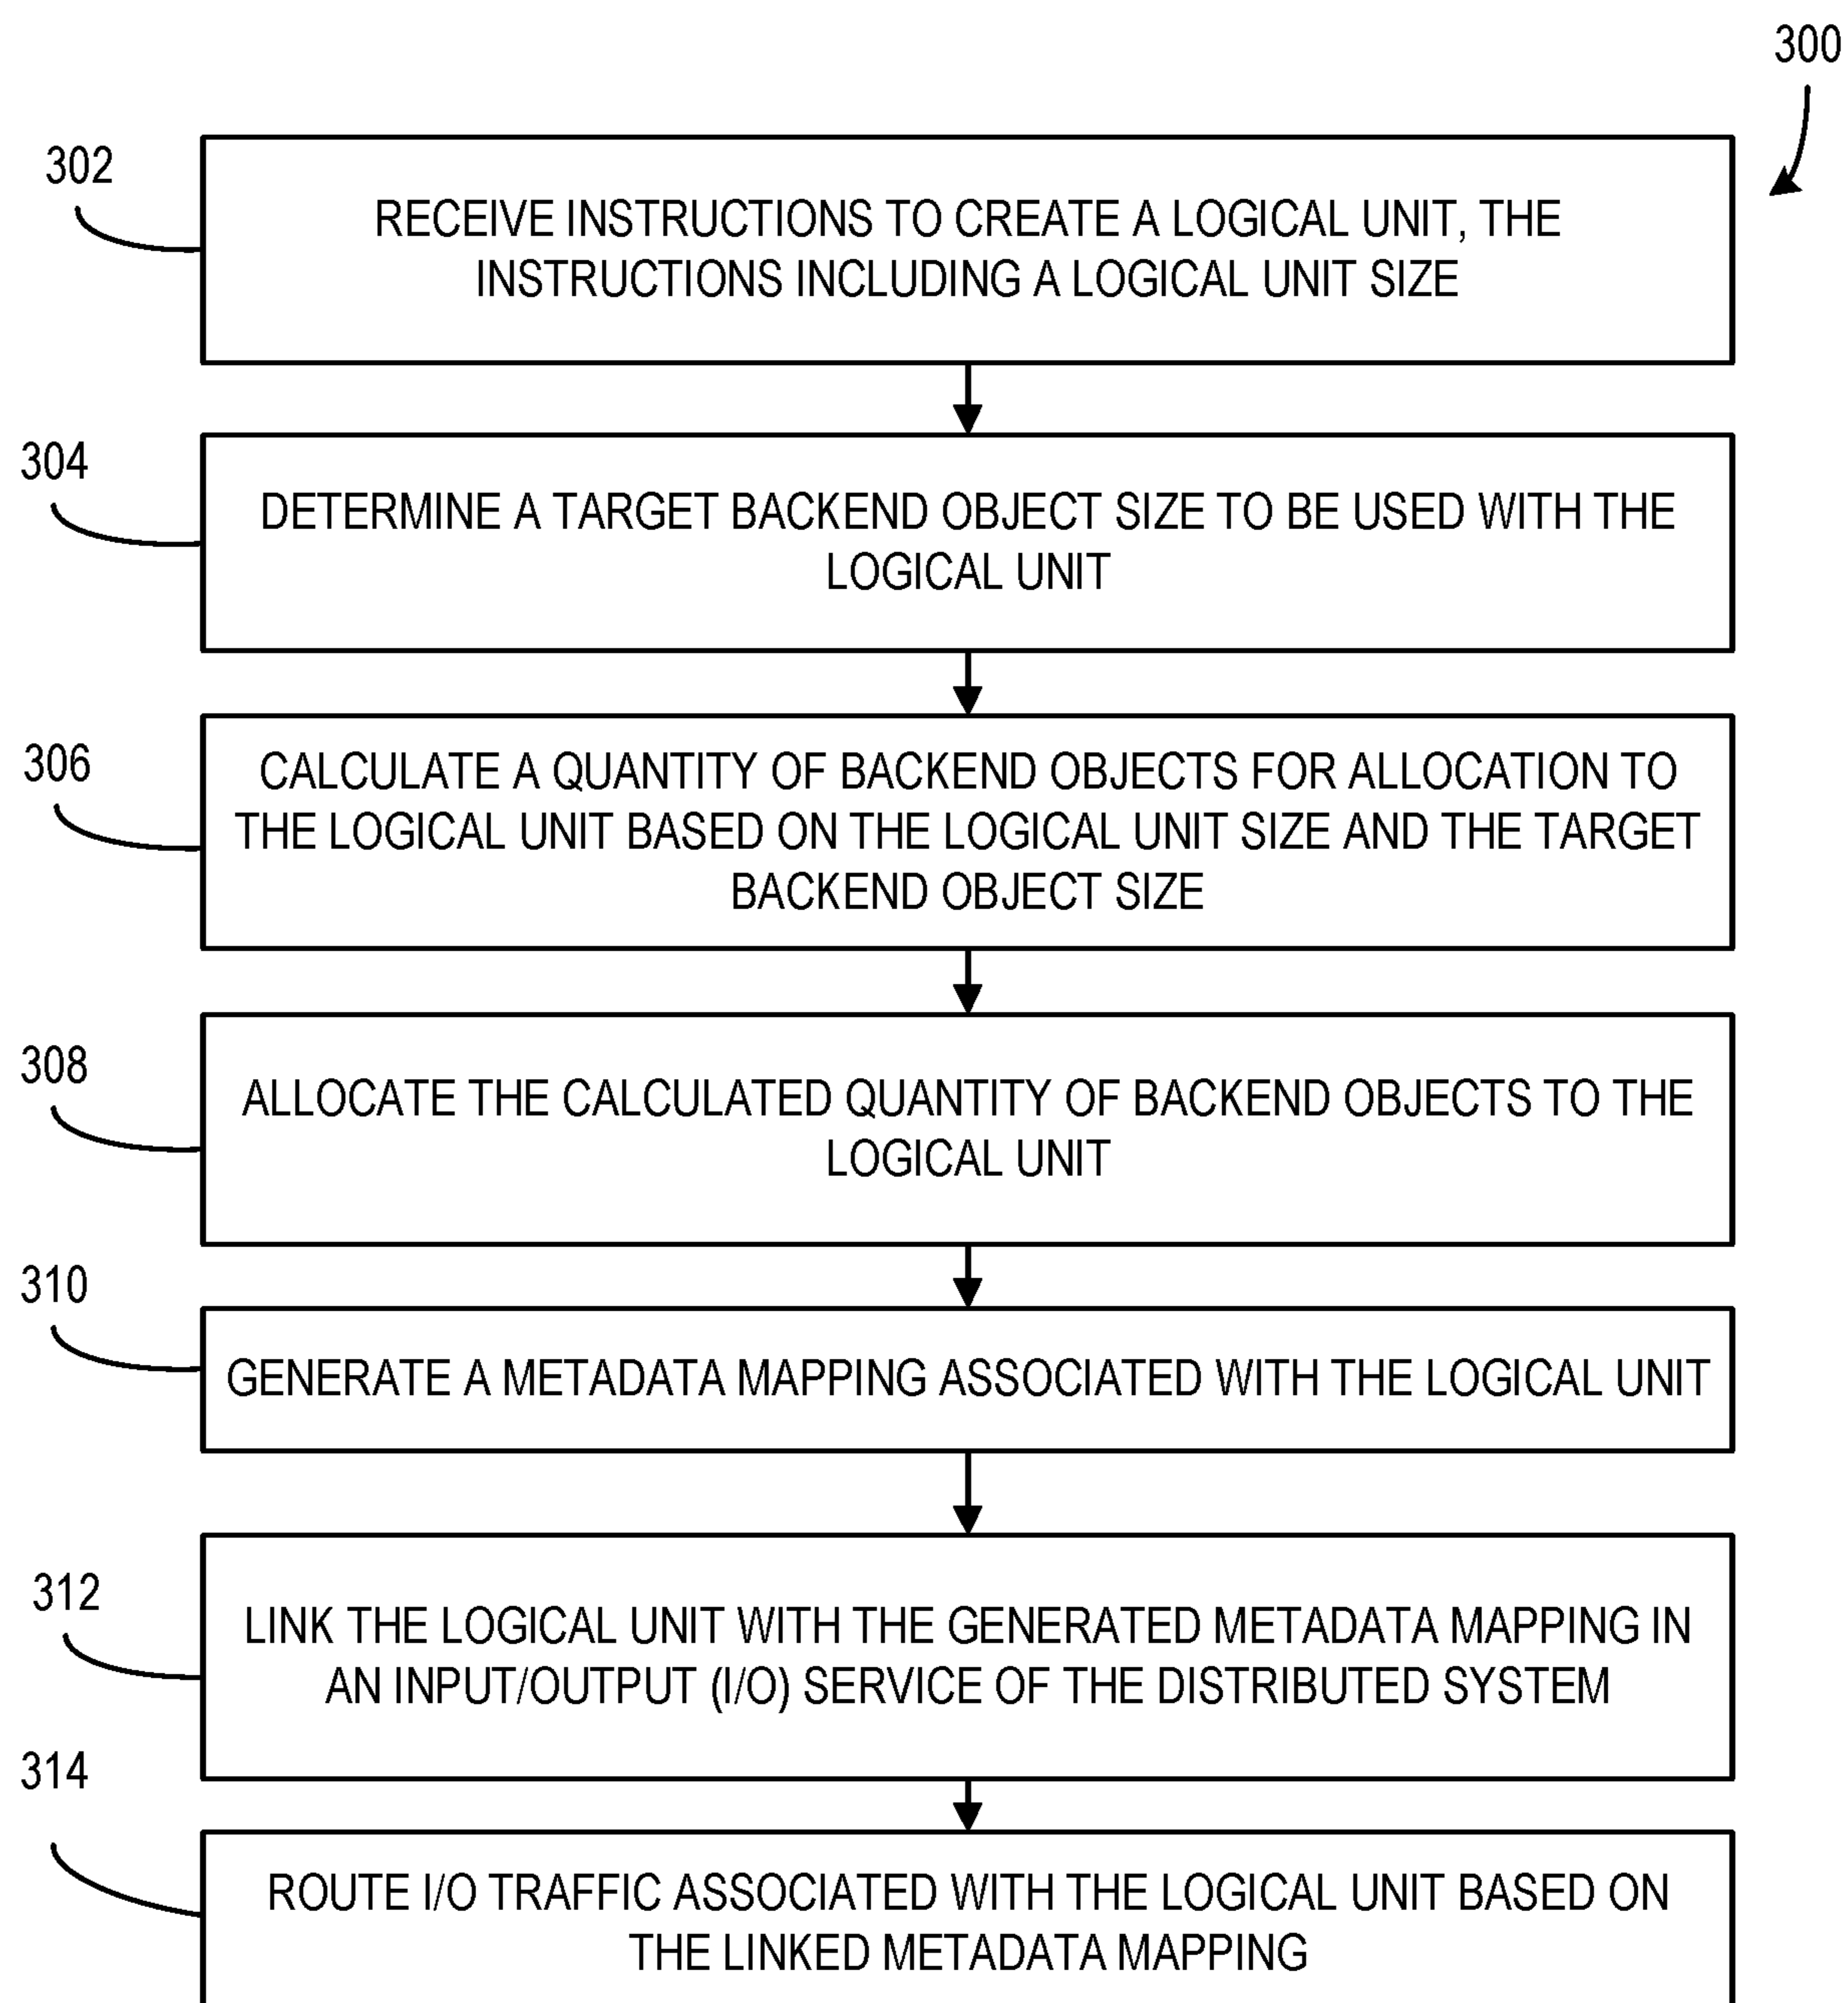 300
302
RECEIVE INSTRUCTIONS TO CREATE A LOGICAL UNIT, THE
INSTRUCTIONS INCLUDING A LOGICAL UNIT SIZE
304
DETERMINE A TARGET BACKEND OBJECT SIZE TO BE USED WITH THE
LOGICAL UNIT
306
CALCULATE A QUANTITY OF BACKEND OBJECTS FOR ALLOCATION TO
THE LOGICAL UNIT BASED ON THE LOGICAL UNIT SIZE AND THE TARGET
BACKEND OBJECT SIZE
308
ALLOCATE THE CALCULATED QUANTITY OF BACKEND OBJECTS TO THE
LOGICAL UNIT
310
GENERATE A METADATA MAPPING ASSOCIATED WITH THE LOGICAL UNIT
312
LINK THE LOGICAL UNIT WITH THE GENERATED METADATA MAPPING IN
AN INPUT/OUTPUT (I/O) SERVICE OF THE DISTRIBUTED SYSTEM
314
ROUTE I/O TRAFFIC ASSOCIATED WITH THE LOGICAL UNIT BASED ON
THE LINKED METADATA MAPPING